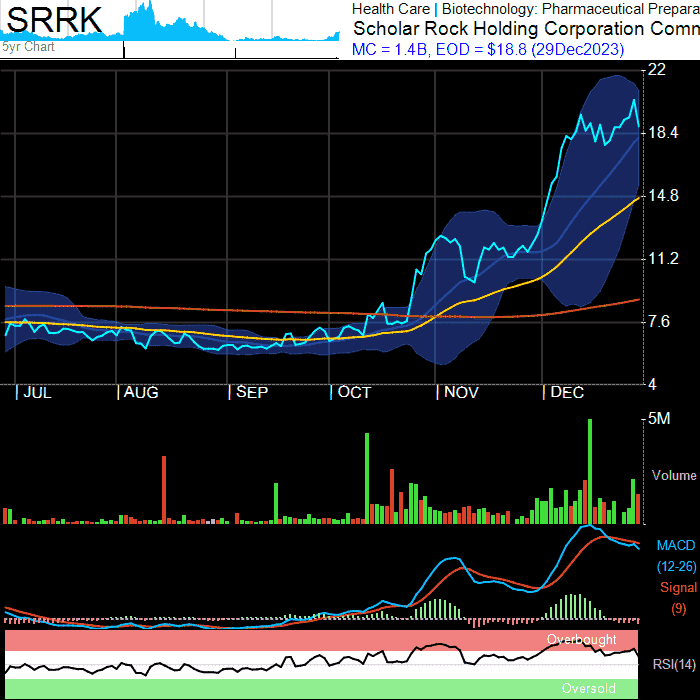 SRRK
5yr Chart
Health Care | Biotechnology: Pharmaceutical Prepara
Scholar Rock Holding Corporation Comm
MC = 1.4B, EOD = $18.8 (29Dec2023)
22
18.4
14.8
11.2
7.6
4
JUL
AUG
SEP
OCT
NOV
DEC
5M
Volume
MACD
(12-26)
Signal
(9)
Overbought
RSI(14)
Oversold